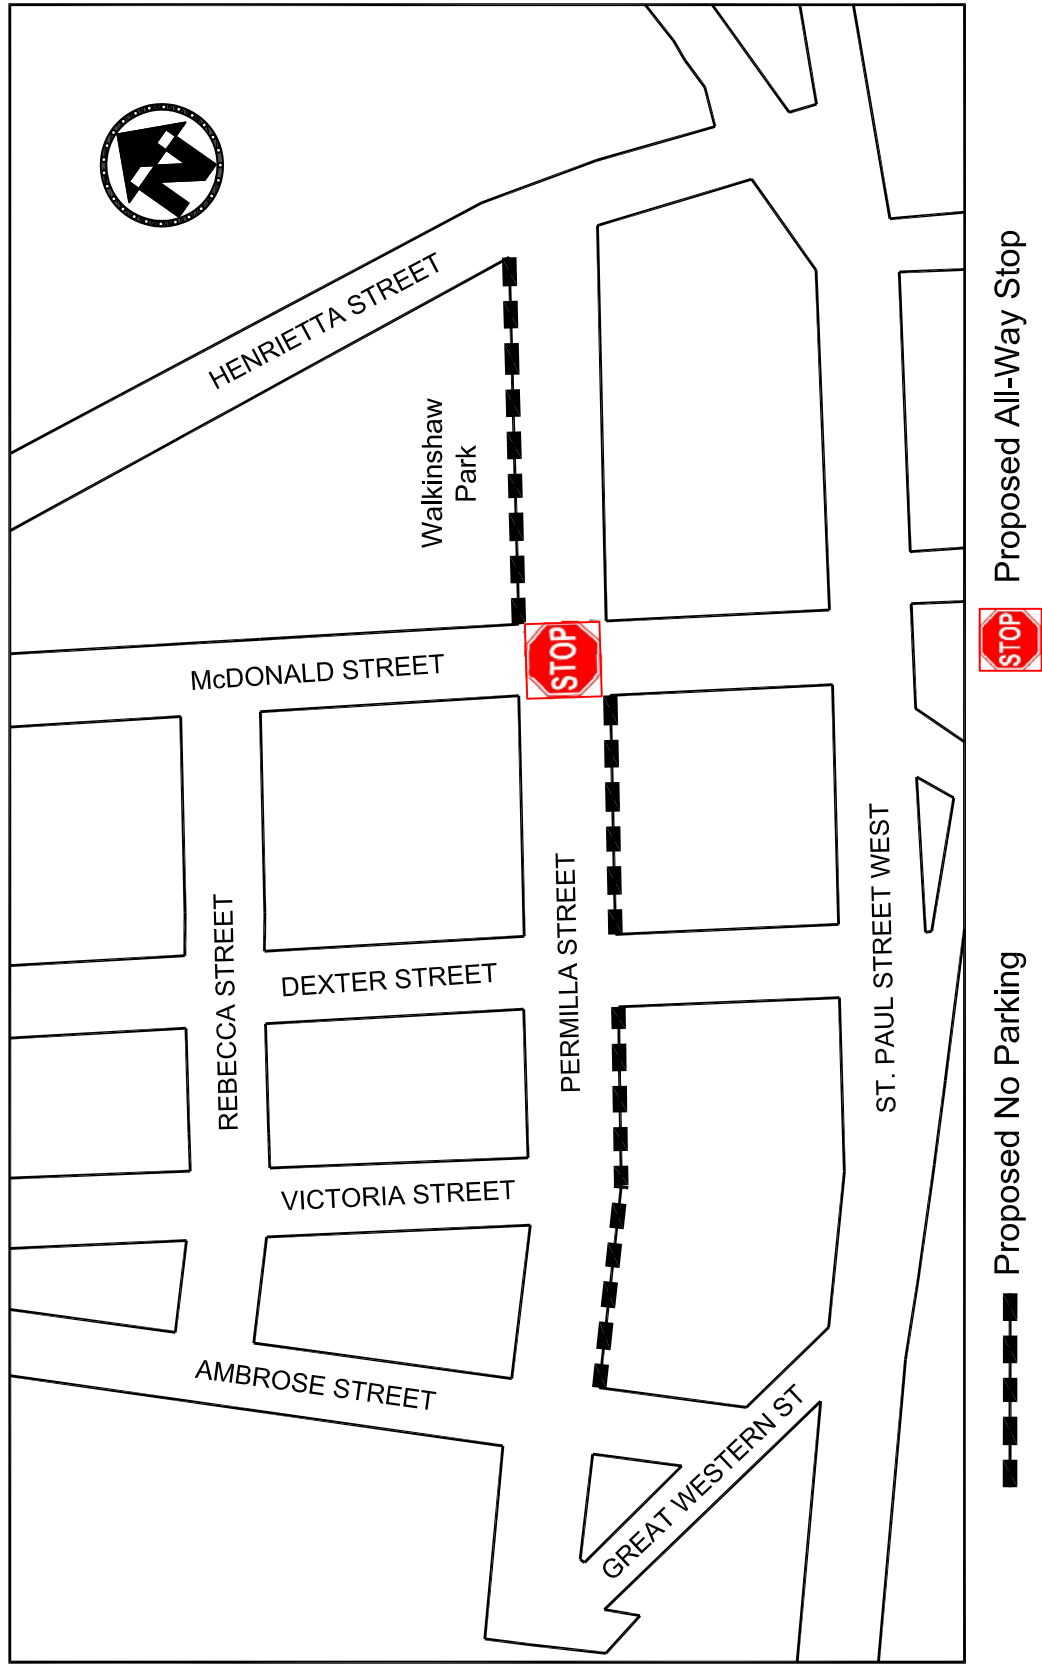 HENRIETTA STREET
Walkinshaw
Park
McDONALD STREET
STOP
REBECCA STREET
DEXTER STREET
PERMILLA STREET
ST. PAUL STREET WEST
VICTORIA STREET
AMBROSE STREET
GREAT WESTERN ST
N
Proposed No Parking
STOP
Proposed All-Way Stop